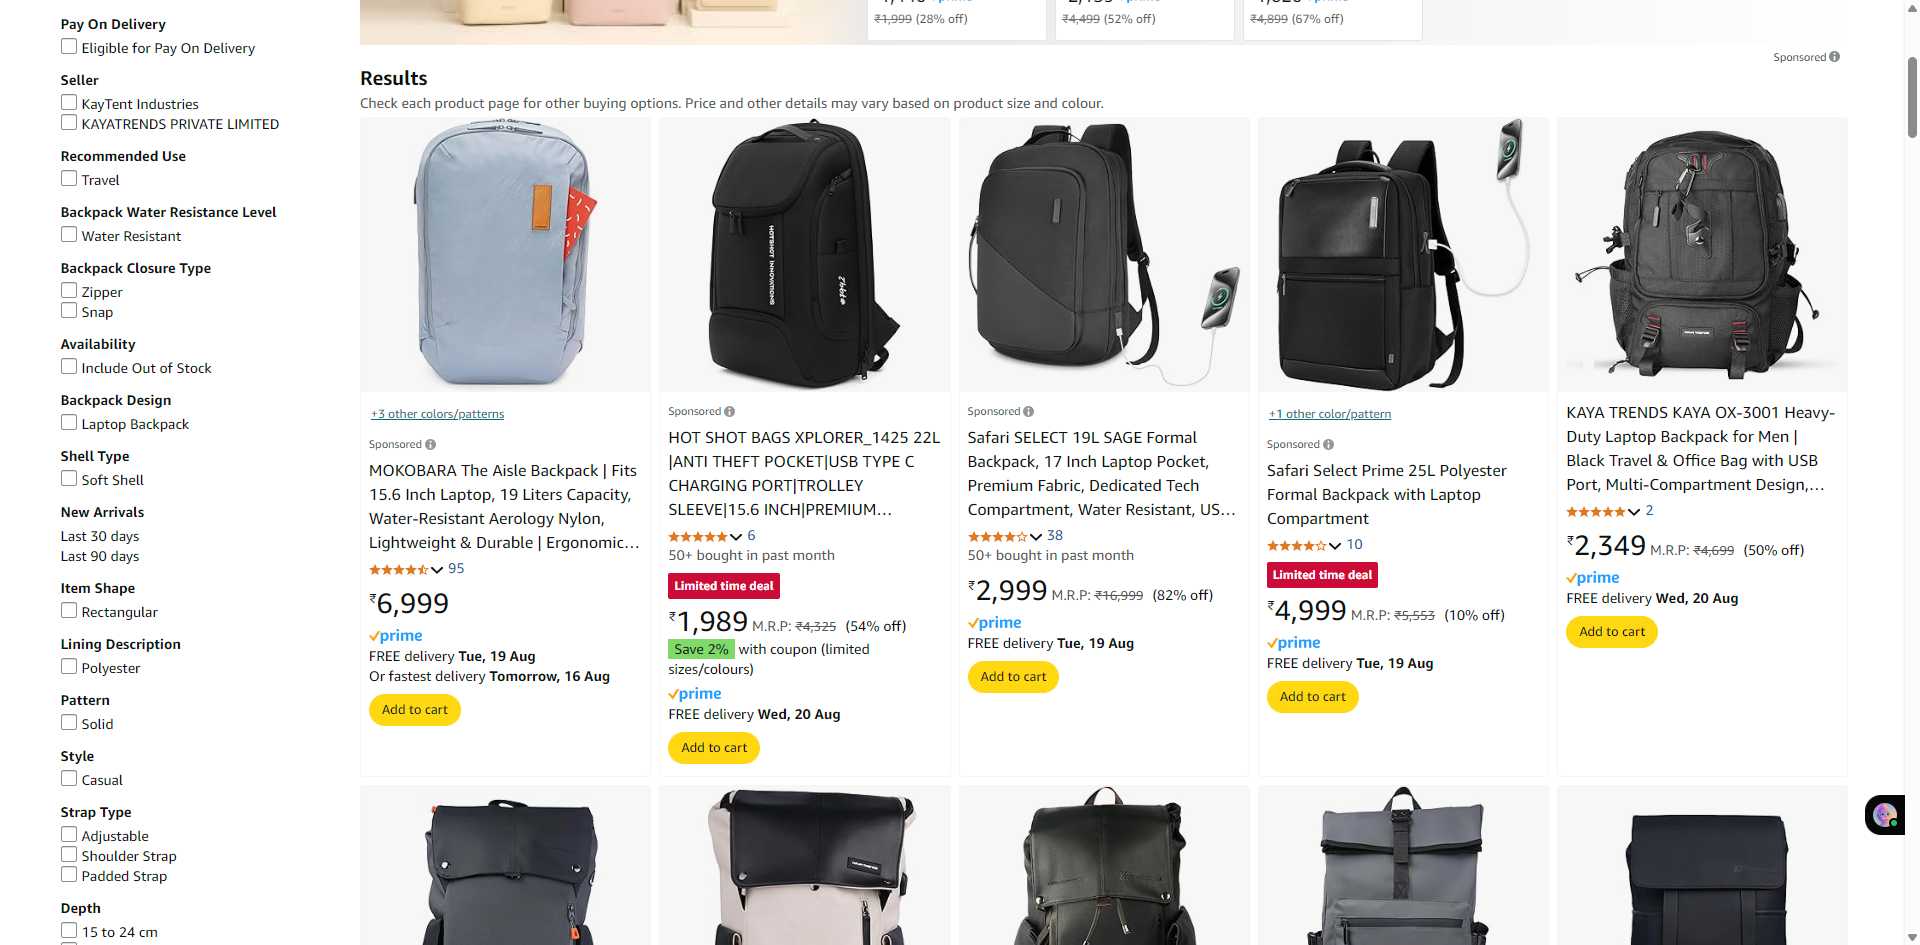 Pay On Delivery
Eligible for Pay On Delivery
Seller
KayTent Industries
KAYATRENDS PRIVATE LIMITED
Recommended Use
Travel
Backpack Water Resistance Level
Water Resistant
Backpack Closure Type
Zipper
Snap
Availability
Include Out of Stock
Backpack Design
Laptop Backpack
Shell Type
Soft Shell
New Arrivals
Last 30 days
Last 90 days
Item Shape
Rectangular
Lining Description
Polyester
Pattern
Solid
Style
Casual
Strap Type
Adjustable
Shoulder Strap
Padded Strap
Depth
15 to 24 cm
₹1,999 (28% off)
₹4,499 (52% off)
₹4,899 (67% off)
Sponsored
Results
Check each product page for other buying options. Price and other details may vary based on product size and colour.
+3 other colors/patterns
Sponsored
MOKOBARA The Aisle Backpack | Fits
15.6 Inch Laptop, 19 Liters Capacity,
Water-Resistant Aerology Nylon,
Lightweight & Durable | Ergonomic…
95
₹6,999
prime
FREE delivery Tue, 19 Aug
Or fastest delivery Tomorrow, 16 Aug
Add to cart
HOTSHOT INNOVATIONS
Sponsored
HOT SHOT BAGS XPLORER_1425 22L
|ANTI THEFT POCKET|USB TYPE C
CHARGING PORT|TROLLEY
SLEEVE|15.6 INCH|PREMIUM…
6
50+ bought in past month
Limited time deal
₹1,989 M.R.P: ₹4,325 (54% off)
Save 2% with coupon (limited
sizes/colours)
prime
FREE delivery Wed, 20 Aug
Add to cart
Sponsored
Safari SELECT 19L SAGE Formal
Backpack, 17 Inch Laptop Pocket,
Premium Fabric, Dedicated Tech
Compartment, Water Resistant, US…
38
50+ bought in past month
₹2,999 M.R.P: ₹16,999 (82% off)
prime
FREE delivery Tue, 19 Aug
Add to cart
+1 other color/pattern
Sponsored
Safari Select Prime 25L Polyester
Formal Backpack with Laptop
Compartment
10
Limited time deal
₹4,999 M.R.P: ₹5,553 (10% off)
prime
FREE delivery Tue, 19 Aug
Add to cart
KAYA TRENDS KAYA OX-3001 Heavy-
Duty Laptop Backpack for Men |
Black Travel & Office Bag with USB
Port, Multi-Compartment Design,…
2
₹2,349 M.R.P: ₹4,699 (50% off)
prime
FREE delivery Wed, 20 Aug
Add to cart